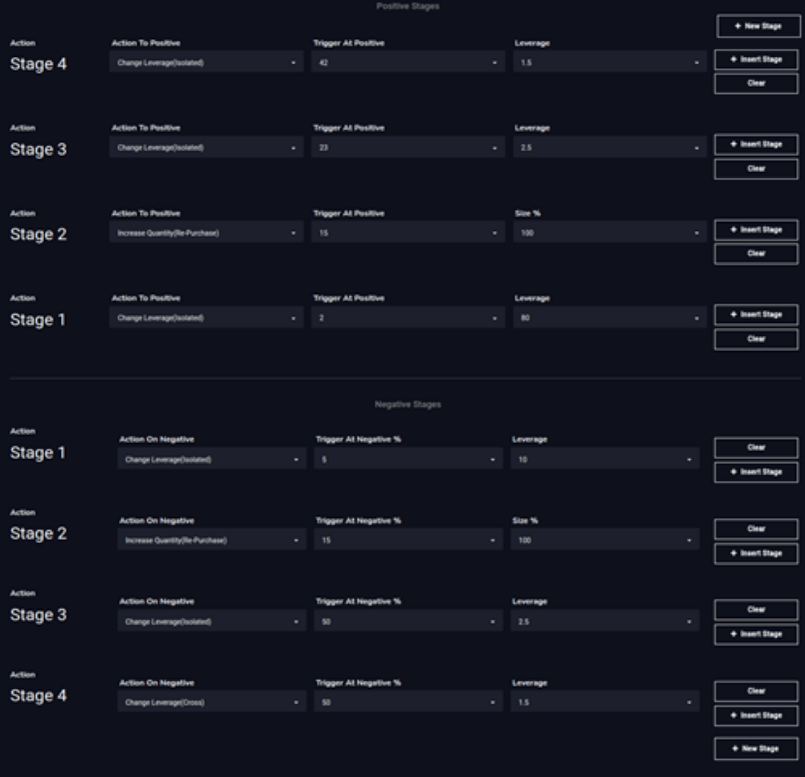 Positive Stages
+ New Stage
Action Action To Positive Trigger At Positive Leverage
Stage 4 Change Leverage(Isolated) 42 1.5 + Insert Stage
Clear
Action Action To Positive Trigger At Positive Leverage
Stage 3 Change Leverage(Isolated) 23 2.5 + Insert Stage
Clear
Action Action To Positive Trigger At Positive Size %
Stage 2 Increase Quantity(Re-Purchase) 15 100 + Insert Stage
Clear
Action Action To Positive Trigger At Positive Leverage
Stage 1 Change Leverage(Isolated) 2 80 + Insert Stage
Clear
Negative Stages
Action Action On Negative Trigger At Negative % Leverage
Stage 1 Change Leverage(Isolated) 5 10 Clear
+ Insert Stage
Action Action On Negative Trigger At Negative % Size %
Stage 2 Increase Quantity(Re-Purchase) 15 100 Clear
+ Insert Stage
Action Action On Negative Trigger At Negative % Leverage
Stage 3 Change Leverage(Isolated) 50 2.5 Clear
+ Insert Stage
Action Action On Negative Trigger At Negative % Leverage
Stage 4 Change Leverage(Cross) 50 1.5 Clear
+ Insert Stage
+ New Stage